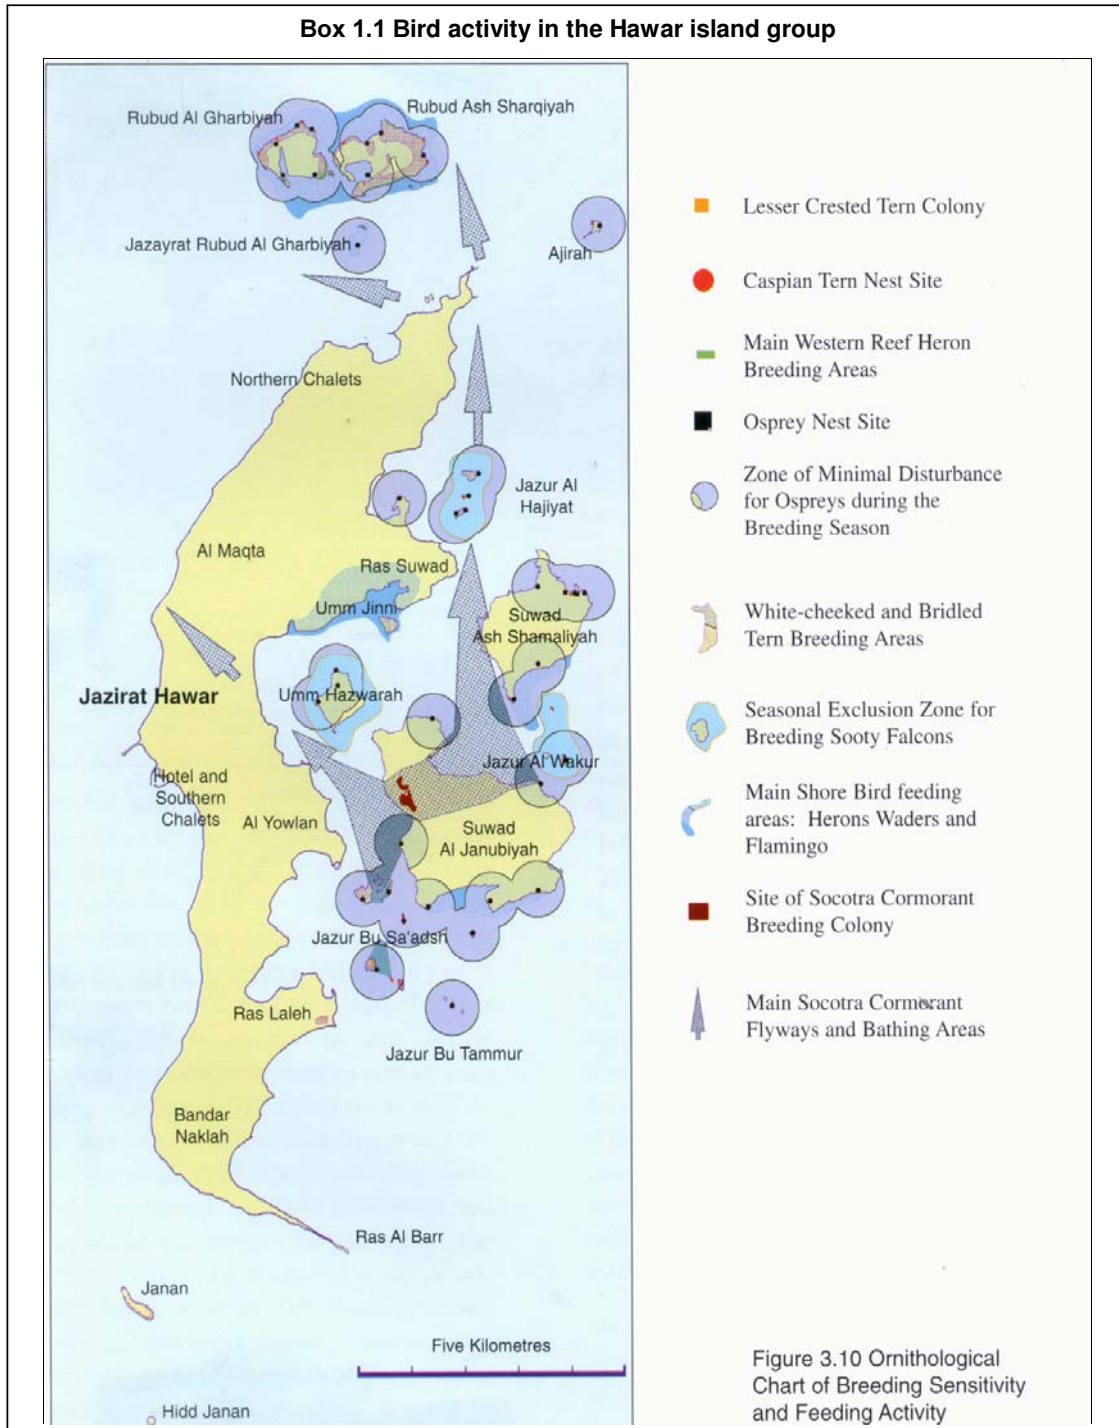 Box 1.1 Bird activity in the Hawar island group
Rubud Al Gharbiyah
Rubud Ash Sharqiyah
Jazayrat Rubud Al Gharbiyah
Ajirah
Northern Chalets
Jazur Al
Hajiyat
Al Maqta
Ras Suwad
Umm Jinni
Suwad
Ash Shamaliyah
Jazirat Hawar
Umm Hazwarah
Jazur Al Wakur
Hotel and
Southern
Chalets
Al Yowlan
Suwad
Al Janubiyah
Jazur Bu Sa'adsh
Ras Laleh
Jazur Bu Tammur
Bandar
Naklah
Ras Al Barr
Janan
Five Kilometres
Hidd Janan
Lesser Crested Tern Colony
Caspian Tern Nest Site
Main Western Reef Heron
Breeding Areas
Osprey Nest Site
Zone of Minimal Disturbance
for Ospreys during the
Breeding Season
White-cheeked and Bridled
Tern Breeding Areas
Seasonal Exclusion Zone for
Breeding Sooty Falcons
Main Shore Bird feeding
areas: Herons Waders and
Flamingo
Site of Socotra Cormorant
Breeding Colony
Main Socotra Cormorant
Flyways and Bathing Areas
Figure 3.10 Ornithological
Chart of Breeding Sensitivity
and Feeding Activity